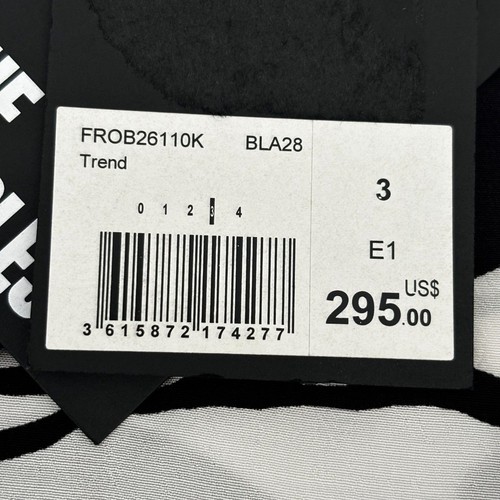 FROB26110K BLA28
Trend
0 1 2 3 4
3 615872 174277
3
E1
US$
295.00